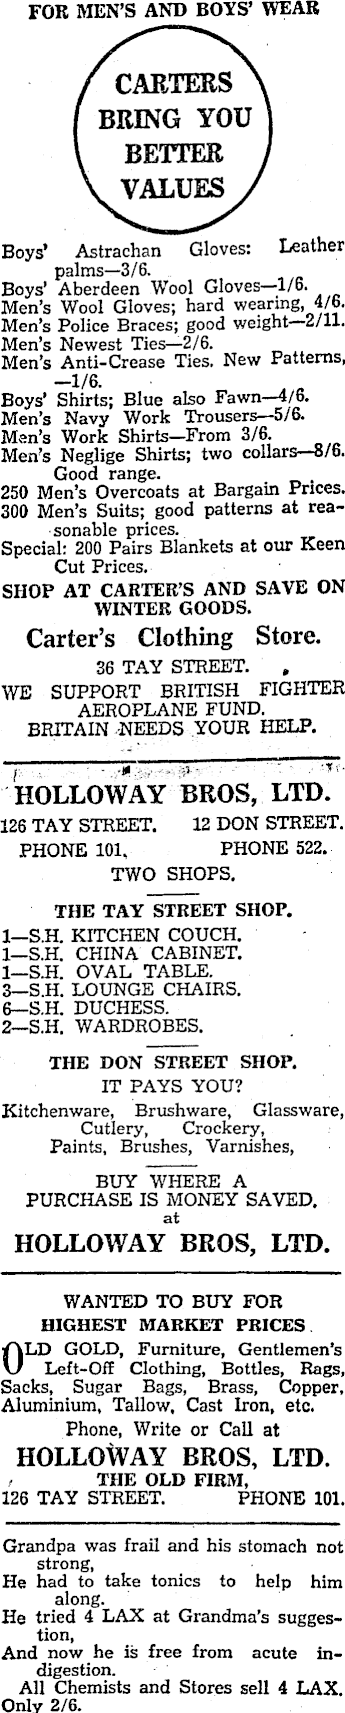 FOR MEN'S AND BOYS' WEAR
CARTERS
BRING YOU
BETTER
VALUES
Boys' Astrachan Gloves: Leather
palms—3/6.
Boys' Aberdeen Wool Gloves—1/6.
Men's Wool Gloves; hard wearing, 4/6.
Men's Police Braces; good weight—2/11.
Men's Newest Ties—2/6.
Men's Anti-Crease Ties. New Patterns,
—1/6.
Boys' Shirts; Blue also Fawn—4/6.
Men's Navy Work Trousers—5/6.
Men's Work Shirts—From 3/6.
Men's Neglige Shirts; two collars—8/6.
Good range.
250 Men's Overcoats at Bargain Prices.
300 Men's Suits; good patterns at rea-
sonable prices.
Special: 200 Pairs Blankets at our Keen
Cut Prices.
SHOP AT CARTER'S AND SAVE ON
WINTER GOODS.
Carter's Clothing Store.
36 TAY STREET.
WE SUPPORT BRITISH FIGHTER
AEROPLANE FUND.
BRITAIN NEEDS YOUR HELP.
HOLLOWAY BROS, LTD.
126 TAY STREET. 12 DON STREET.
PHONE 101. PHONE 522.
TWO SHOPS.
THE TAY STREET SHOP.
1—S.H. KITCHEN COUCH.
1—S.H. CHINA CABINET.
1—S.H. OVAL TABLE.
3—S.H. LOUNGE CHAIRS.
6—S.H. DUCHESS.
2—S.H. WARDROBES.
THE DON STREET SHOP.
IT PAYS YOU?
Kitchenware, Brushware, Glassware,
Cutlery, Crockery,
Paints, Brushes, Varnishes,
BUY WHERE A
PURCHASE IS MONEY SAVED.
at
HOLLOWAY BROS, LTD.
WANTED TO BUY FOR
HIGHEST MARKET PRICES.
OLD GOLD, Furniture, Gentlemen's
Left-Off Clothing, Bottles, Rags,
Sacks, Sugar Bags, Brass, Copper,
Aluminium, Tallow, Cast Iron, etc.
Phone, Write or Call at
HOLLOWAY BROS, LTD.
THE OLD FIRM,
126 TAY STREET. PHONE 101.
Grandpa was frail and his stomach not
strong,
He had to take tonics to help him
along.
He tried 4 LAX at Grandma's sugges-
tion,
And now he is free from acute in-
digestion.
All Chemists and Stores sell 4 LAX.
Only 2/6.